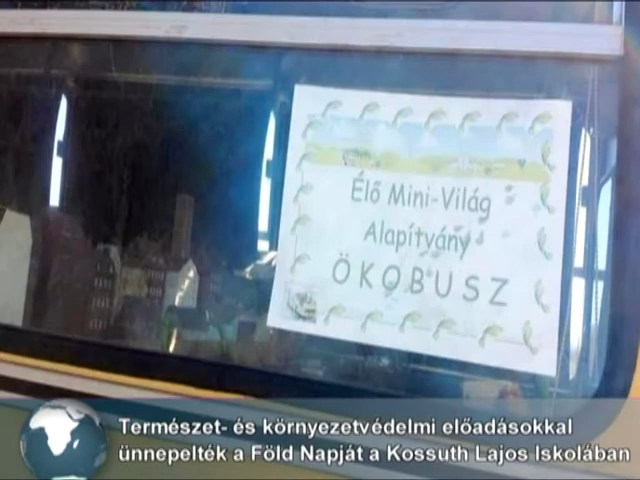 Élő Mini-Világ
Alapítvány
ÖKOBUSZ
Természet- és környezetvédelmi előadásokkal
ünnepelték a Föld Napját a Kossuth Lajos Iskolában